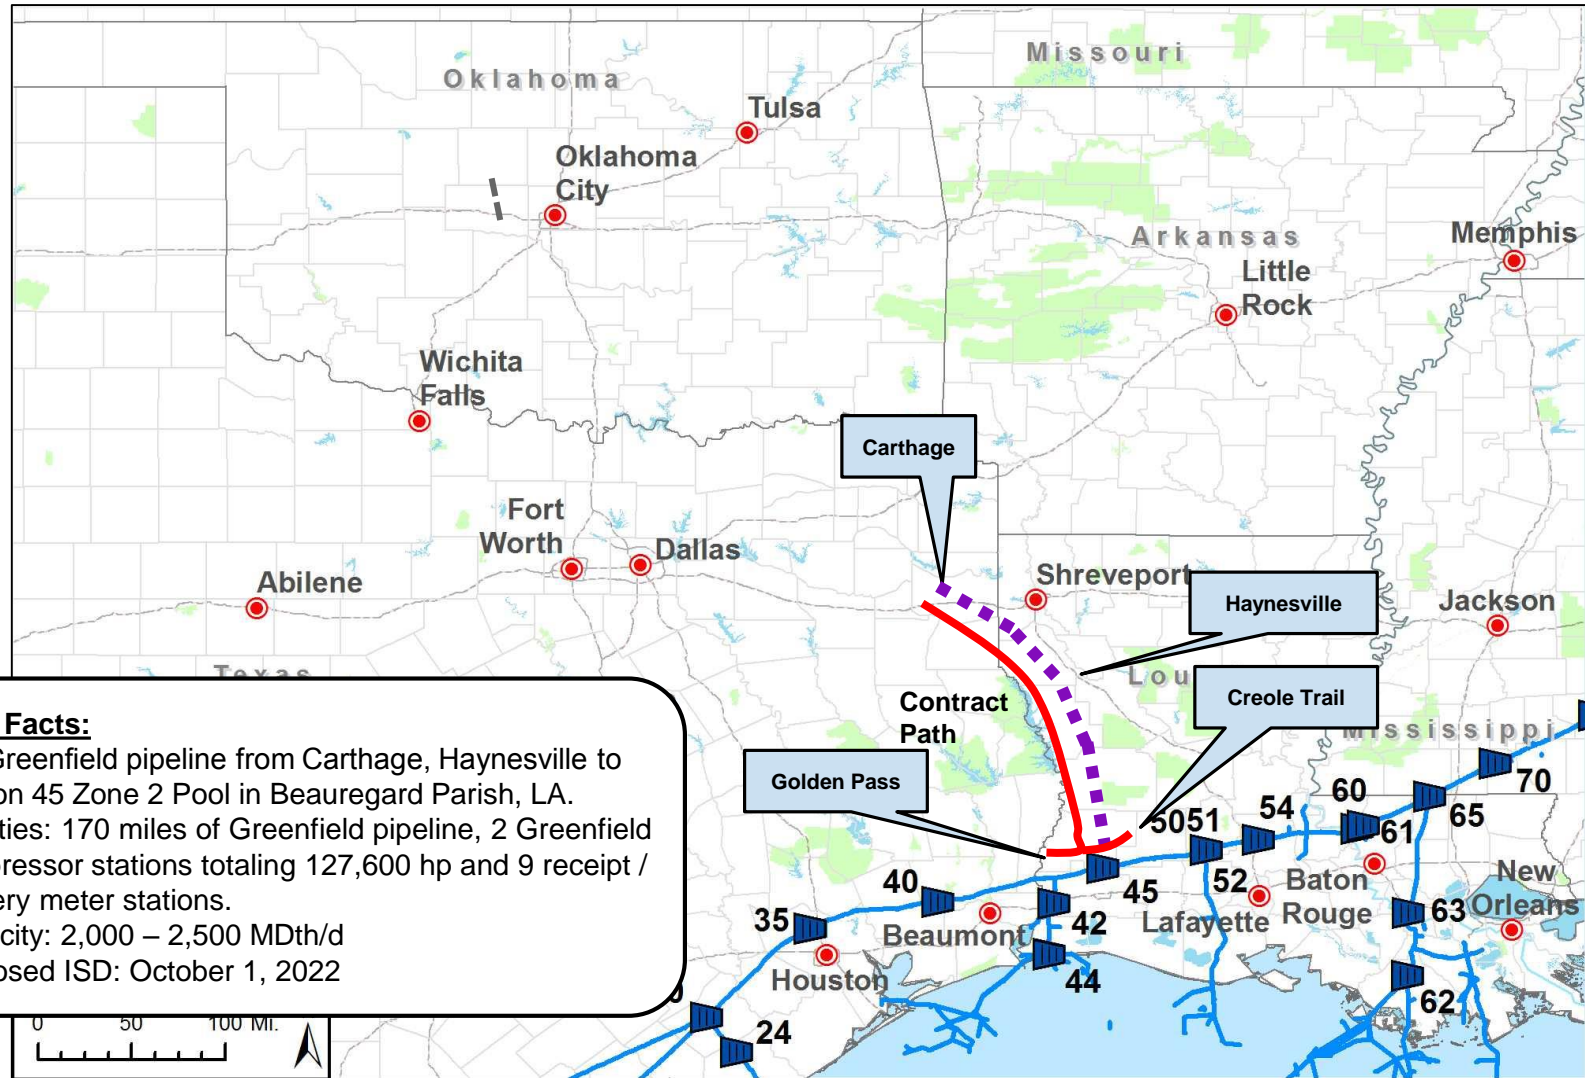 Missouri
Oklahoma
Tulsa
Oklahoma
City
Arkansas
Memphis
Little
Rock
Wichita
Falls
Carthage
Fort
Worth
Dallas
Abilene
Shreveport
Haynesville
Jackson
Texas
Lou
Creole Trail
Contract
Path
Mississippi
Golden Pass
Facts:
Greenfield pipeline from Carthage, Haynesville to
on 45 Zone 2 Pool in Beauregard Parish, LA.
ties: 170 miles of Greenfield pipeline, 2 Greenfield
ressor stations totaling 127,600 hp and 9 receipt /
ery meter stations.
city: 2,000 – 2,500 MDth/d
osed ISD: October 1, 2022
70
60
65
54
50 51
61
45
52
Baton
Rouge
New
Orleans
40
42
Lafayette
63
35
Beaumont
Houston
44
62
24
0 50 100 Mi.